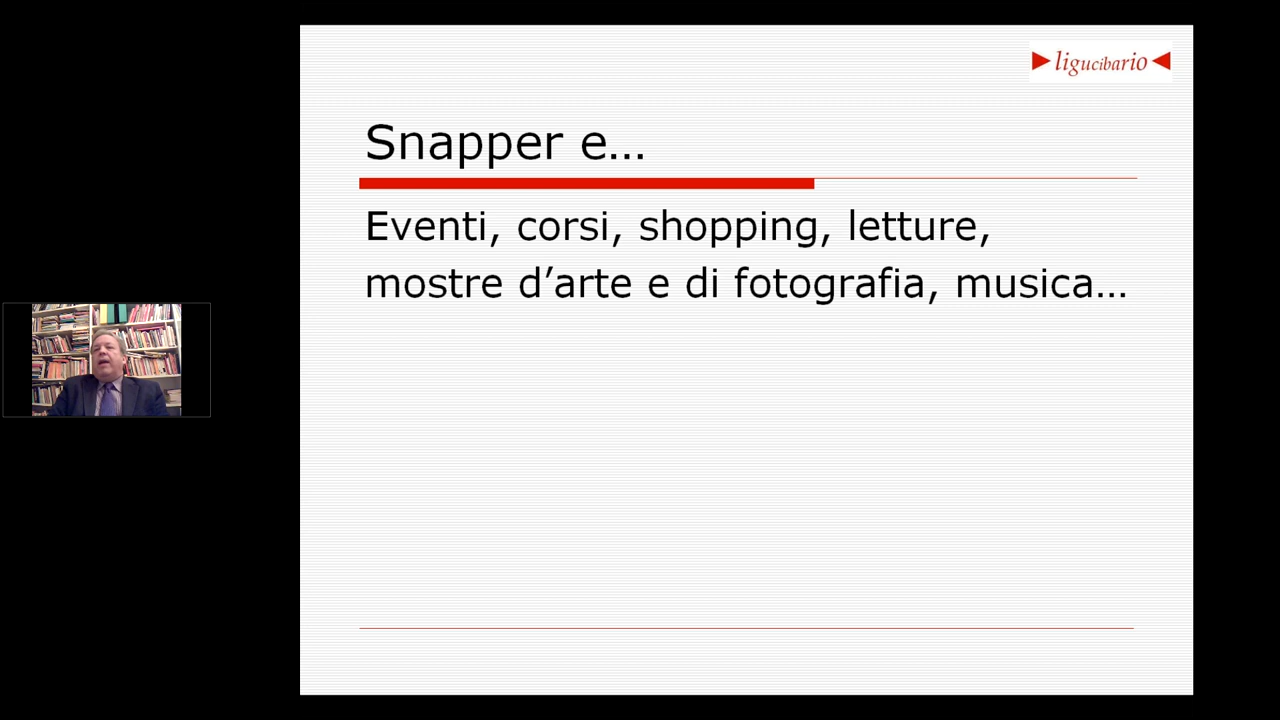 ligucibario
Snapper e…
Eventi, corsi, shopping, letture,
mostre d’arte e di fotografia, musica…